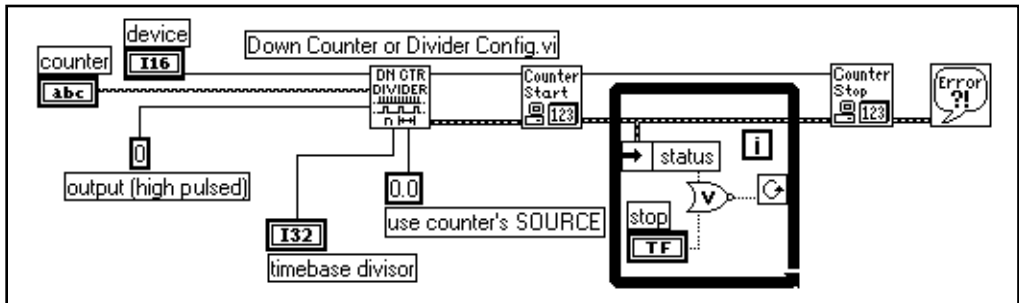 device
I16
counter
abc
Down Counter or Divider Config.vi
DN CTR
DIVIDER
n
Counter
Start
123
Counter
Stop
123
Error
?!
status
i
V
stop
TF
0
output (high pulsed)
0.0
use counter's SOURCE
I32
timebase divisor